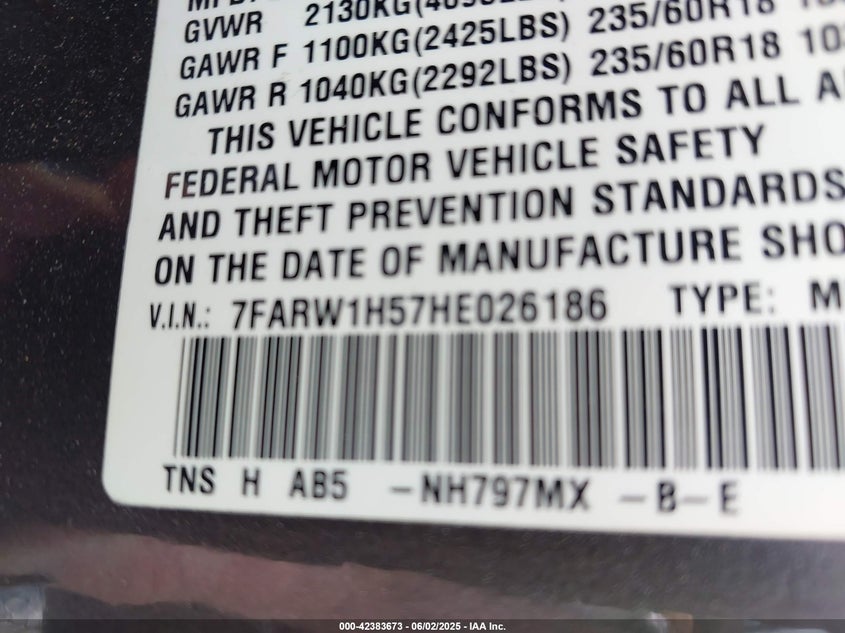 GVWR 2130KG(
GAWR F 1100KG(2425LBS) 235/60R18
GAWR R 1040KG(2292LBS) 235/60R18
THIS VEHICLE CONFORMS TO ALL
FEDERAL MOTOR VEHICLE SAFETY
AND THEFT PREVENTION STANDARDS
ON THE DATE OF MANUFACTURE SHO
V.I.N.: 7FARW1H57HE026186 TYPE: M
TNS H AB5 -NH797MX -B-E
000-42383673 - 06/02/2025 - IAA Inc.